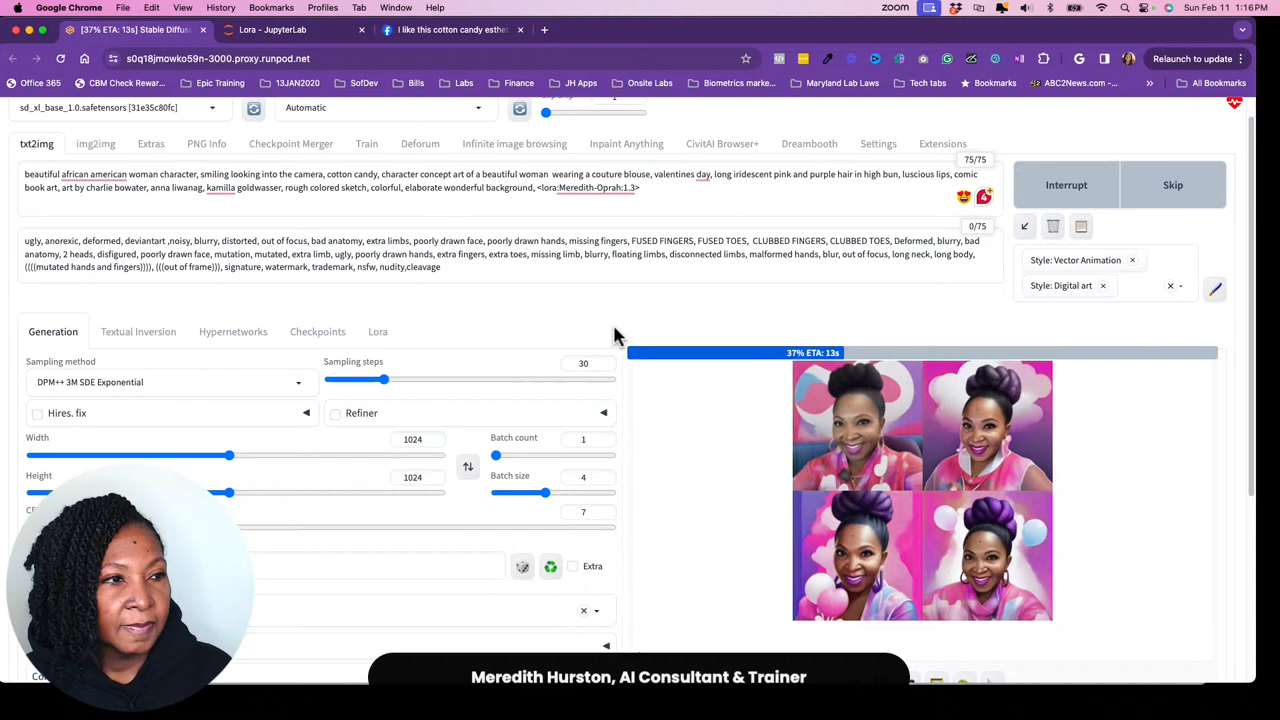 Google Chrome File Edit View History Bookmarks Profiles Tab Window Help zoom Sun Feb 11 1:16 PM
[37% ETA: 13s] Stable Diffus Lora - JupyterLab I like this cotton candy esthet
s0q18jmowko59n-3000.proxy.runpod.net Relaunch to update
Office 365 CBM Check Rewar... Epic Training 13JAN2020 SofDev Bills Labs Finance JH Apps Onsite Labs Biometrics marke... Maryland Lab Laws Tech tabs Bookmarks ABC2News.com -... All Bookmarks
sd_xl_base_1.0.safetensors [31e35c80fc] Automatic 1
txt2img img2img Extras PNG Info Checkpoint Merger Train Deforum Infinite image browsing Inpaint Anything CivitAI Browser+ Dreambooth Settings Extensions
75/75
beautiful african american woman character, smiling looking into the camera, cotton candy, character concept art of a beautiful woman wearing a couture blouse, valentines day, long iridescent pink and purple hair in high bun, luscious lips, comic
book art, art by charlie bowater, anna liwanag, kamilla goldwasser, rough colored sketch, colorful, elaborate wonderful background, <lora:Meredith-Oprah:1.3>
4
Interrupt Skip
0/75
ugly, anorexic, deformed, deviantart ,noisy, blurry, distorted, out of focus, bad anatomy, extra limbs, poorly drawn face, poorly drawn hands, missing fingers, FUSED FINGERS, FUSED TOES, CLUBBED FINGERS, CLUBBED TOES, Deformed, blurry, bad
anatomy, 2 heads, disfigured, poorly drawn face, mutation, mutated, extra limb, ugly, poorly drawn hands, extra fingers, extra toes, missing limb, blurry, floating limbs, disconnected limbs, malformed hands, blur, out of focus, long neck, long body,
((((mutated hands and fingers)))), (((out of frame))), signature, watermark, trademark, nsfw, nudity,cleavage
Style: Vector Animation
Style: Digital art
Generation Textual Inversion Hypernetworks Checkpoints Lora
37% ETA: 13s
Sampling method Sampling steps 30
DPM++ 3M SDE Exponential
Hires. fix Refiner
Width 1024 Batch count 1
Height 1024 Batch size 4
7
Extra
Meredith Hurston, AI Consultant & Trainer